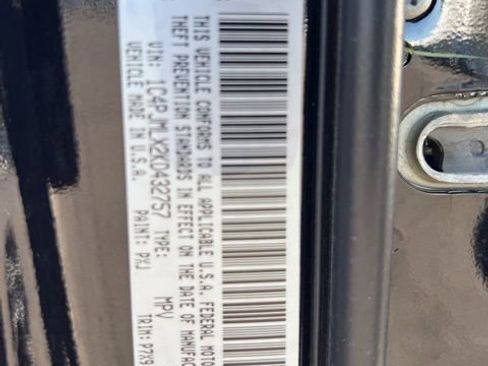 THIS VEHICLE CONFORMS TO ALL APPLICABLE U.S.A. FEDERAL MOTO
THEFT PREVENTION STANDARDS IN EFFECT ON THE DATE OF MANUFAC
VIN: 1C4PJMLX2KD432757 TYPE: MPV
VEHICLE MADE IN U.S.A. PAINT: PXJ TRIM: P7X9